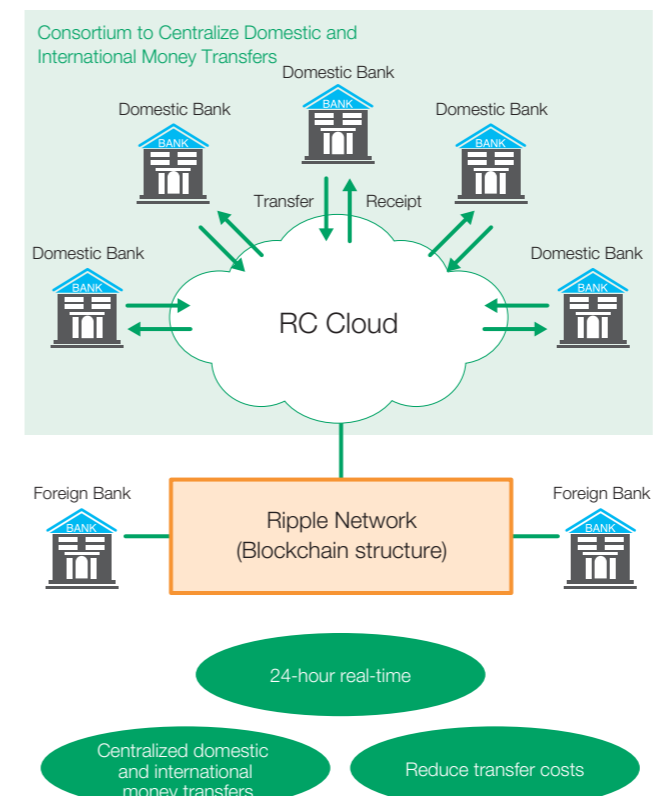 Consortium to Centralize Domestic and
International Money Transfers
Domestic Bank
BANK
Domestic Bank
BANK
Domestic Bank
BANK
Transfer
Receipt
Domestic Bank
BANK
Domestic Bank
BANK
RC Cloud
Foreign Bank
BANK
Ripple Network
(Blockchain structure)
Foreign Bank
BANK
24-hour real-time
Centralized domestic
and international
money transfers
Reduce transfer costs